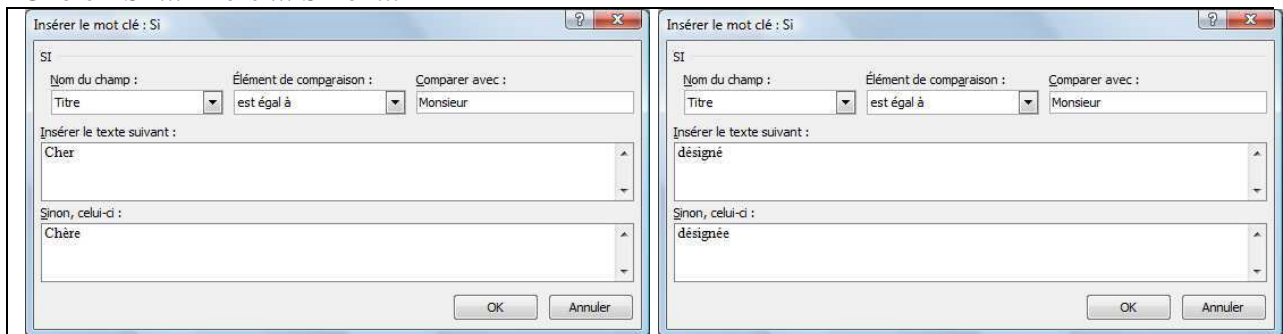 Insérer le mot clé : Si
SI
Nom du champ : Élément de comparaison : Comparer avec :
Titre est égal à Monsieur
Insérer le texte suivant :
Cher
Sinon, celui-ci :
Chère
OK Annuler
Insérer le mot clé : Si
SI
Nom du champ : Élément de comparaison : Comparer avec :
Titre est égal à Monsieur
Insérer le texte suivant :
désigné
Sinon, celui-ci :
désignée
OK Annuler